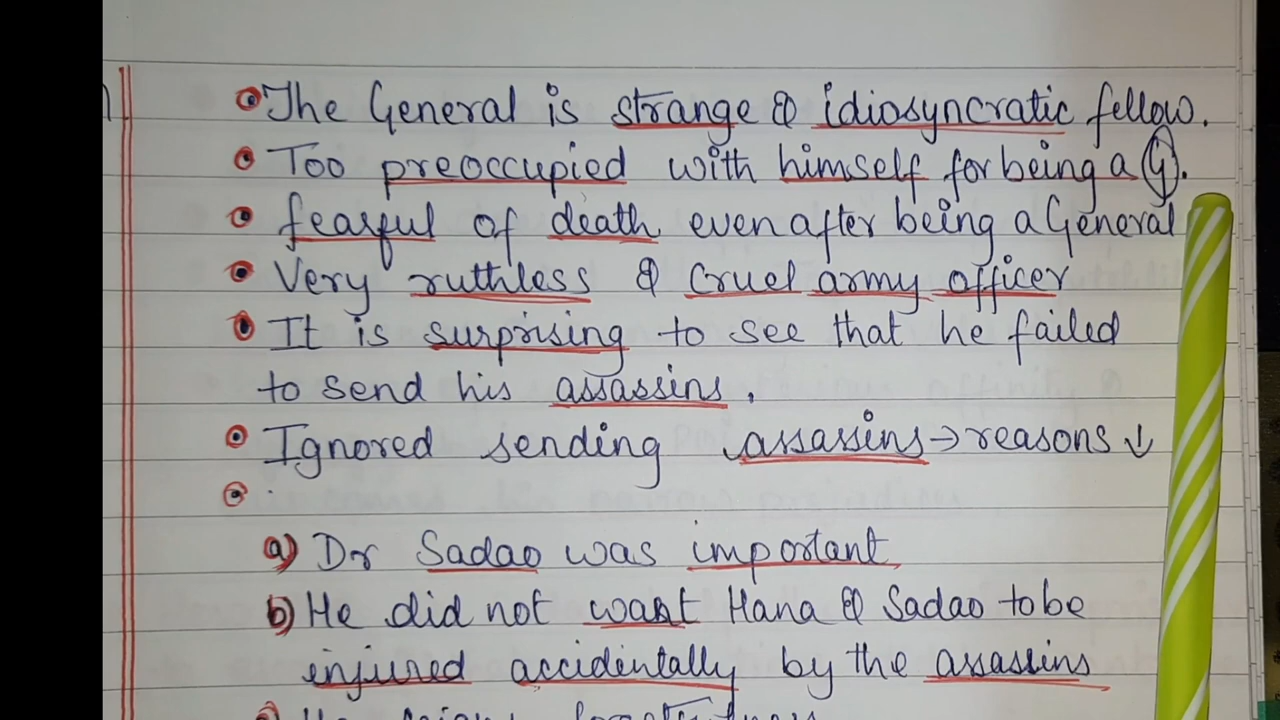 • The General is strange & idiosyncratic fellow.
• Too preoccupied with himself for being a G.
• fearful of death even after being a General
• Very ruthless & Cruel army officer
• It is surprising to see that he failed
to send his assassins.
• Ignored sending assassins → reasons ↓
•
a) Dr Sadao was important
b) He did not want Hana & Sadao to be
injured accidentally by the assassins